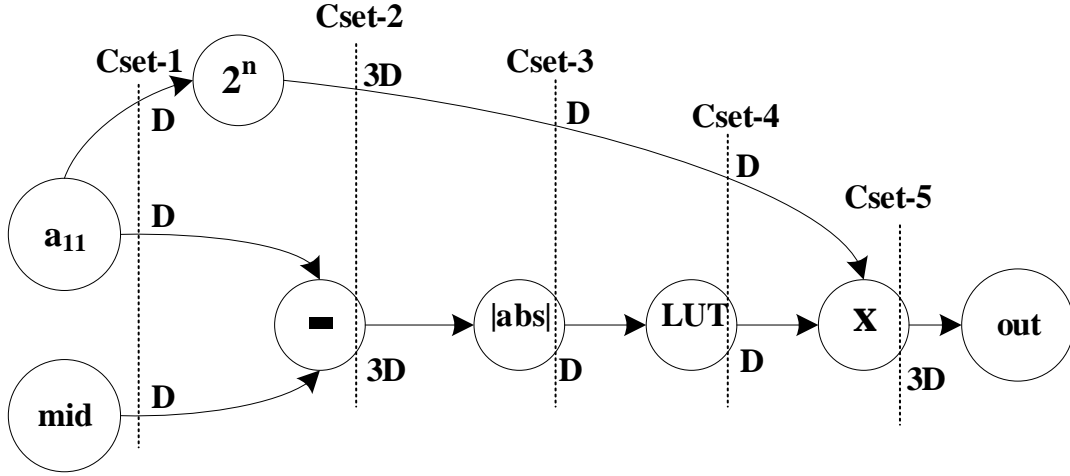 Cset-2
Cset-1
Cset-3
2ⁿ
3D
D
D
Cset-4
D
Cset-5
D
a₁₁
|abs|
LUT
-
X
out
3D
D
D
3D
D
mid